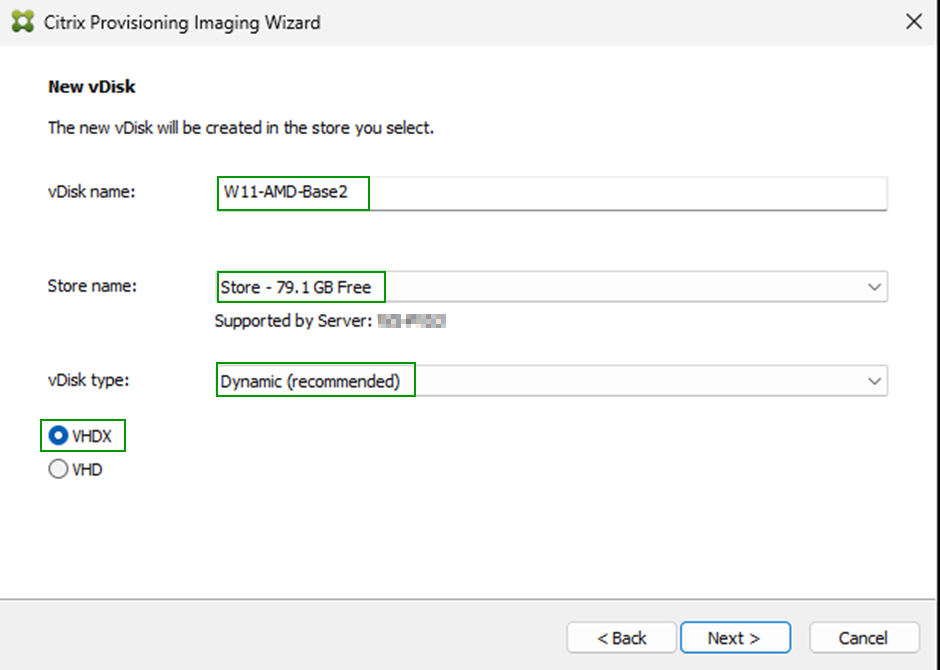 Citrix Provisioning Imaging Wizard
New vDisk
The new vDisk will be created in the store you select.
vDisk name: W11-AMD-Base2
Store name: Store - 79.1 GB Free
Supported by Server:
vDisk type: Dynamic (recommended)
VHDX
VHD
< Back Next > Cancel